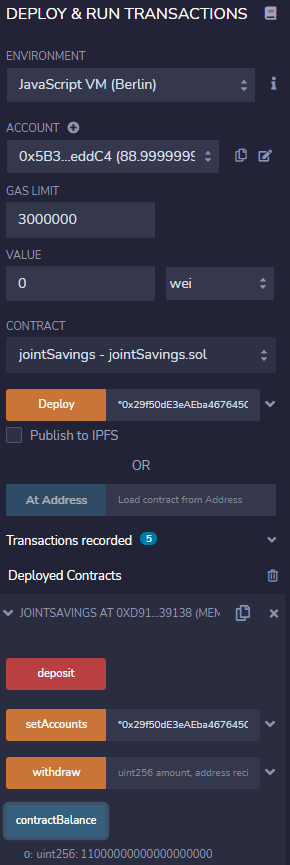 DEPLOY & RUN TRANSACTIONS
ENVIRONMENT
JavaScript VM (Berlin)
ACCOUNT
0x5B3...eddC4 (88.9999999
GAS LIMIT
3000000
VALUE
0 wei
CONTRACT
jointSavings - jointSavings.sol
Deploy "0x29f50dE3eAEba467645C
Publish to IPFS
OR
At Address Load contract from Address
Transactions recorded 5
Deployed Contracts
JOINTSAVINGS AT 0XD91...39138 (MEM
deposit
setAccounts "0x29f50dE3eAEba467645C
withdraw uint256 amount, address reci
contractBalance
0: uint256: 11000000000000000000